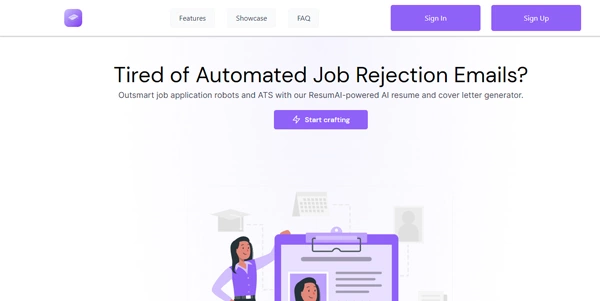 Features
Showcase
FAQ
Sign In
Sign Up
Tired of Automated Job Rejection Emails?
Outsmart job application robots and ATS with our ResumAI-powered AI resume and cover letter generator.
Start crafting